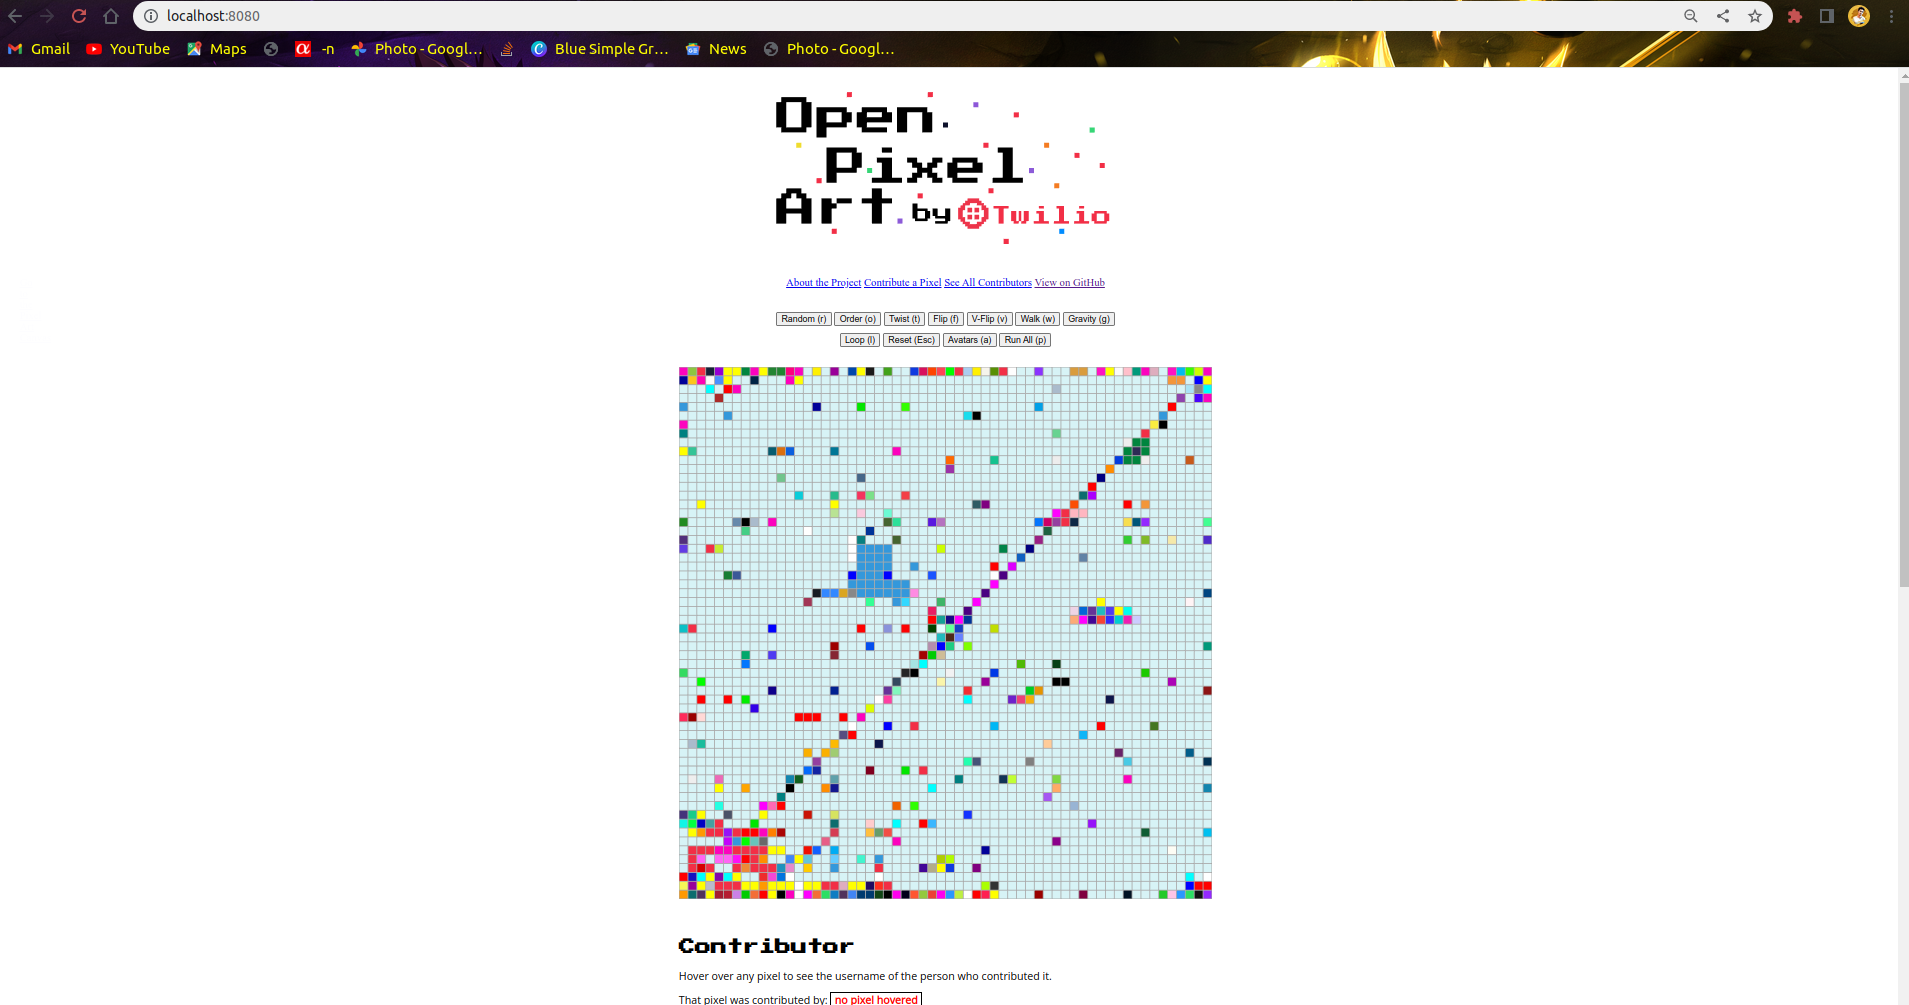 localhost:8080
Gmail YouTube Maps -n Photo - Googl... Blue Simple Gr... News Photo - Googl...
Open
Pixel
Art by Twilio
About the Project Contribute a Pixel See All Contributors View on GitHub
Random (r) Order (o) Twist (t) Flip (f) V-Flip (v) Walk (w) Gravity (g)
Loop (l) Reset (Esc) Avatars (a) Run All (p)
Contributor
Hover over any pixel to see the username of the person who contributed it.
That pixel was contributed by: no pixel hovered